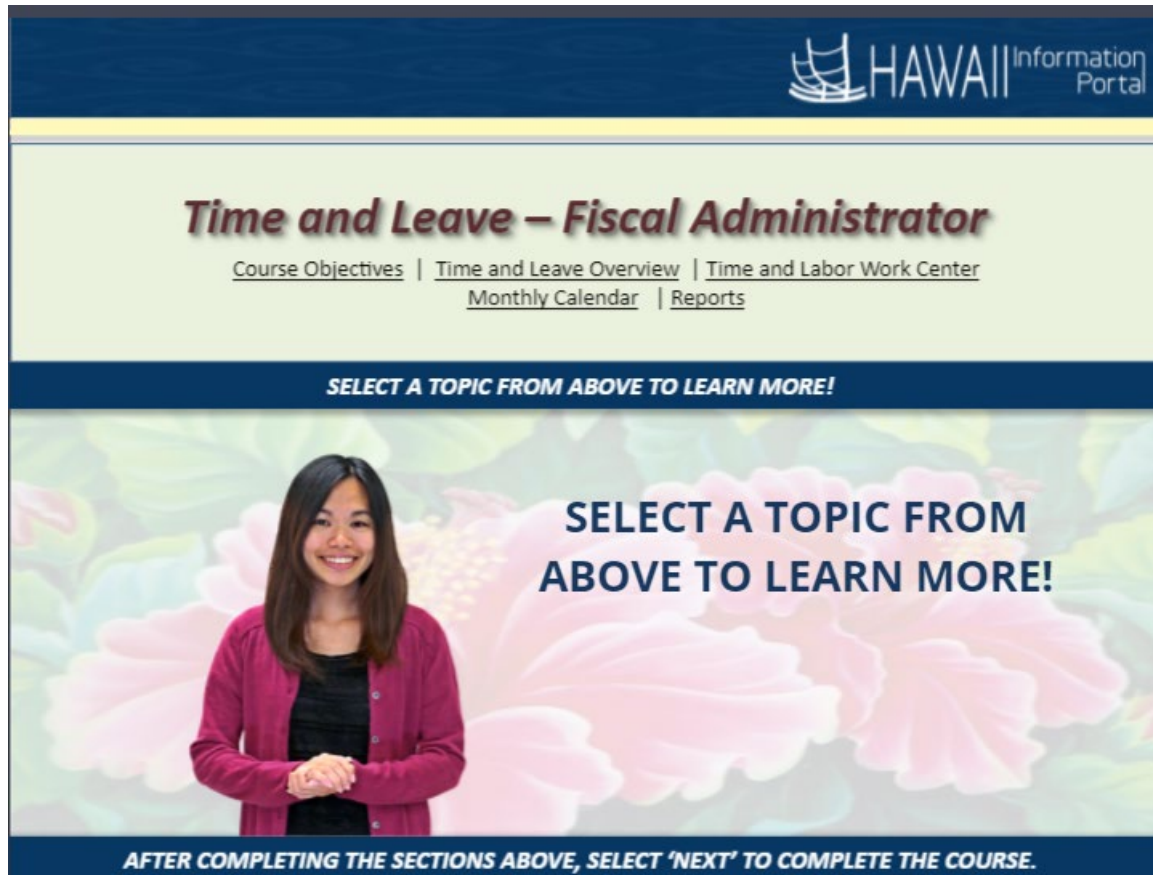 HAWAII Information
Portal
Time and Leave – Fiscal Administrator
Course Objectives | Time and Leave Overview | Time and Labor Work Center
Monthly Calendar | Reports
SELECT A TOPIC FROM ABOVE TO LEARN MORE!
SELECT A TOPIC FROM
ABOVE TO LEARN MORE!
AFTER COMPLETING THE SECTIONS ABOVE, SELECT ‘NEXT’ TO COMPLETE THE COURSE.